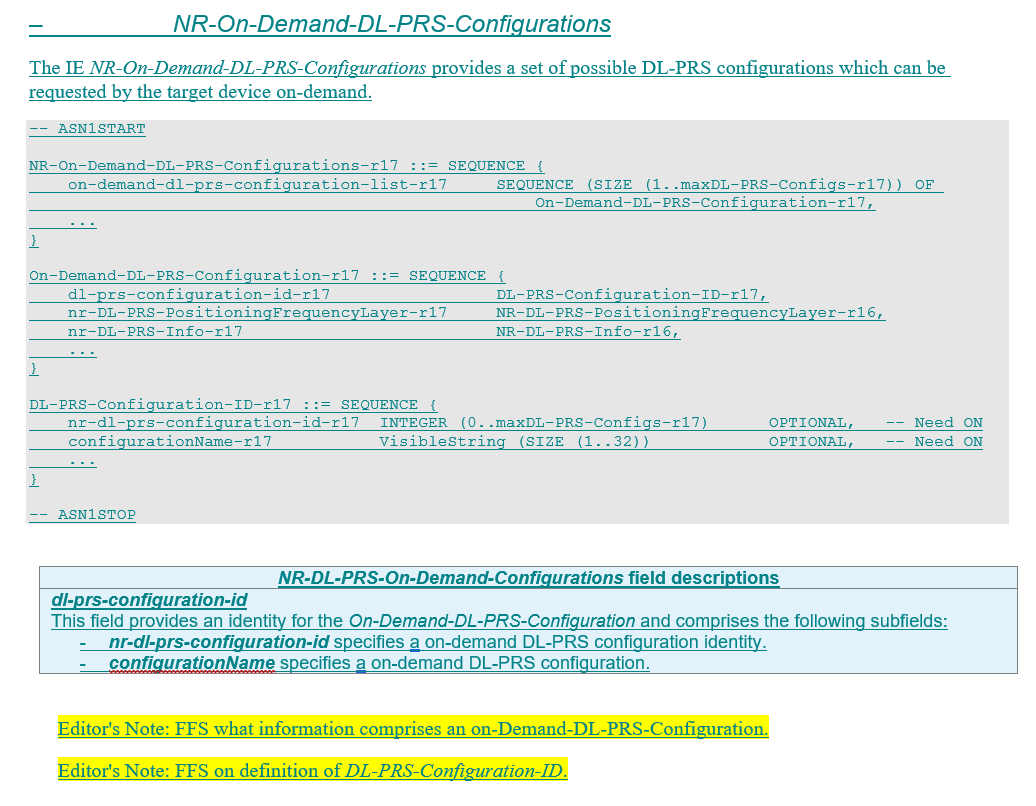 – NR-On-Demand-DL-PRS-Configurations
The IE NR-On-Demand-DL-PRS-Configurations provides a set of possible DL-PRS configurations which can be
requested by the target device on-demand.
-- ASN1START
NR-On-Demand-DL-PRS-Configurations-r17 ::= SEQUENCE {
on-demand-dl-prs-configuration-list-r17 SEQUENCE (SIZE (1..maxDL-PRS-Configs-r17)) OF
On-Demand-DL-PRS-Configuration-r17,
...
}
On-Demand-DL-PRS-Configuration-r17 ::= SEQUENCE {
dl-prs-configuration-id-r17 DL-PRS-Configuration-ID-r17,
nr-DL-PRS-PositioningFrequencyLayer-r17 NR-DL-PRS-PositioningFrequencyLayer-r16,
nr-DL-PRS-Info-r17 NR-DL-PRS-Info-r16,
...
}
DL-PRS-Configuration-ID-r17 ::= SEQUENCE {
nr-dl-prs-configuration-id-r17 INTEGER (0..maxDL-PRS-Configs-r17) OPTIONAL, -- Need ON
configurationName-r17 VisibleString (SIZE (1..32)) OPTIONAL, -- Need ON
...
}
-- ASN1STOP
NR-DL-PRS-On-Demand-Configurations field descriptions
dl-prs-configuration-id
This field provides an identity for the On-Demand-DL-PRS-Configuration and comprises the following subfields:
- nr-dl-prs-configuration-id specifies a on-demand DL-PRS configuration identity.
- configurationName specifies a on-demand DL-PRS configuration.
Editor's Note: FFS what information comprises an on-Demand-DL-PRS-Configuration.
Editor's Note: FFS on definition of DL-PRS-Configuration-ID.